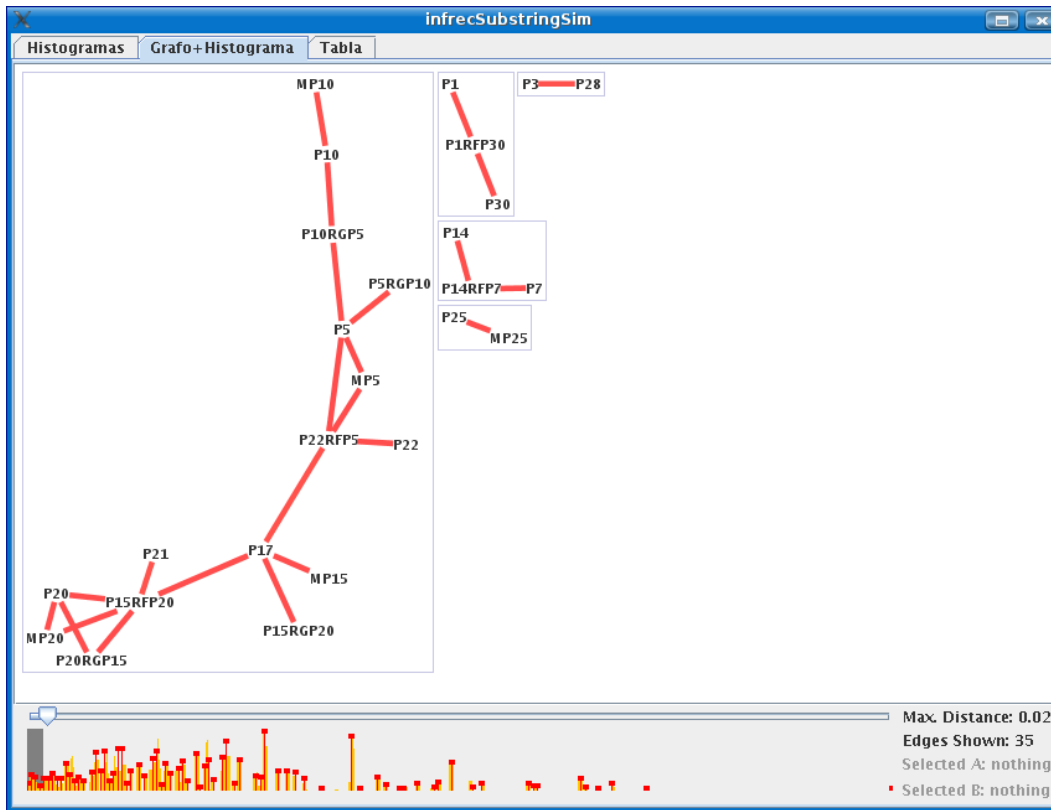 infrecSubstringSim
Histogramas Grafo+Histograma Tabla
MP10
P10
P10RGP5
P5RGP10
P5
MP5
P22RFP5
P22
P17
P21
MP15
P20
P15RFP20
P15RGP20
MP20
P20RGP15
P1
P1RFP30
P30
P3
P28
P14
P14RFP7
P7
P25
MP25
Max. Distance: 0.02
Edges Shown: 35
Selected A: nothing
Selected B: nothing